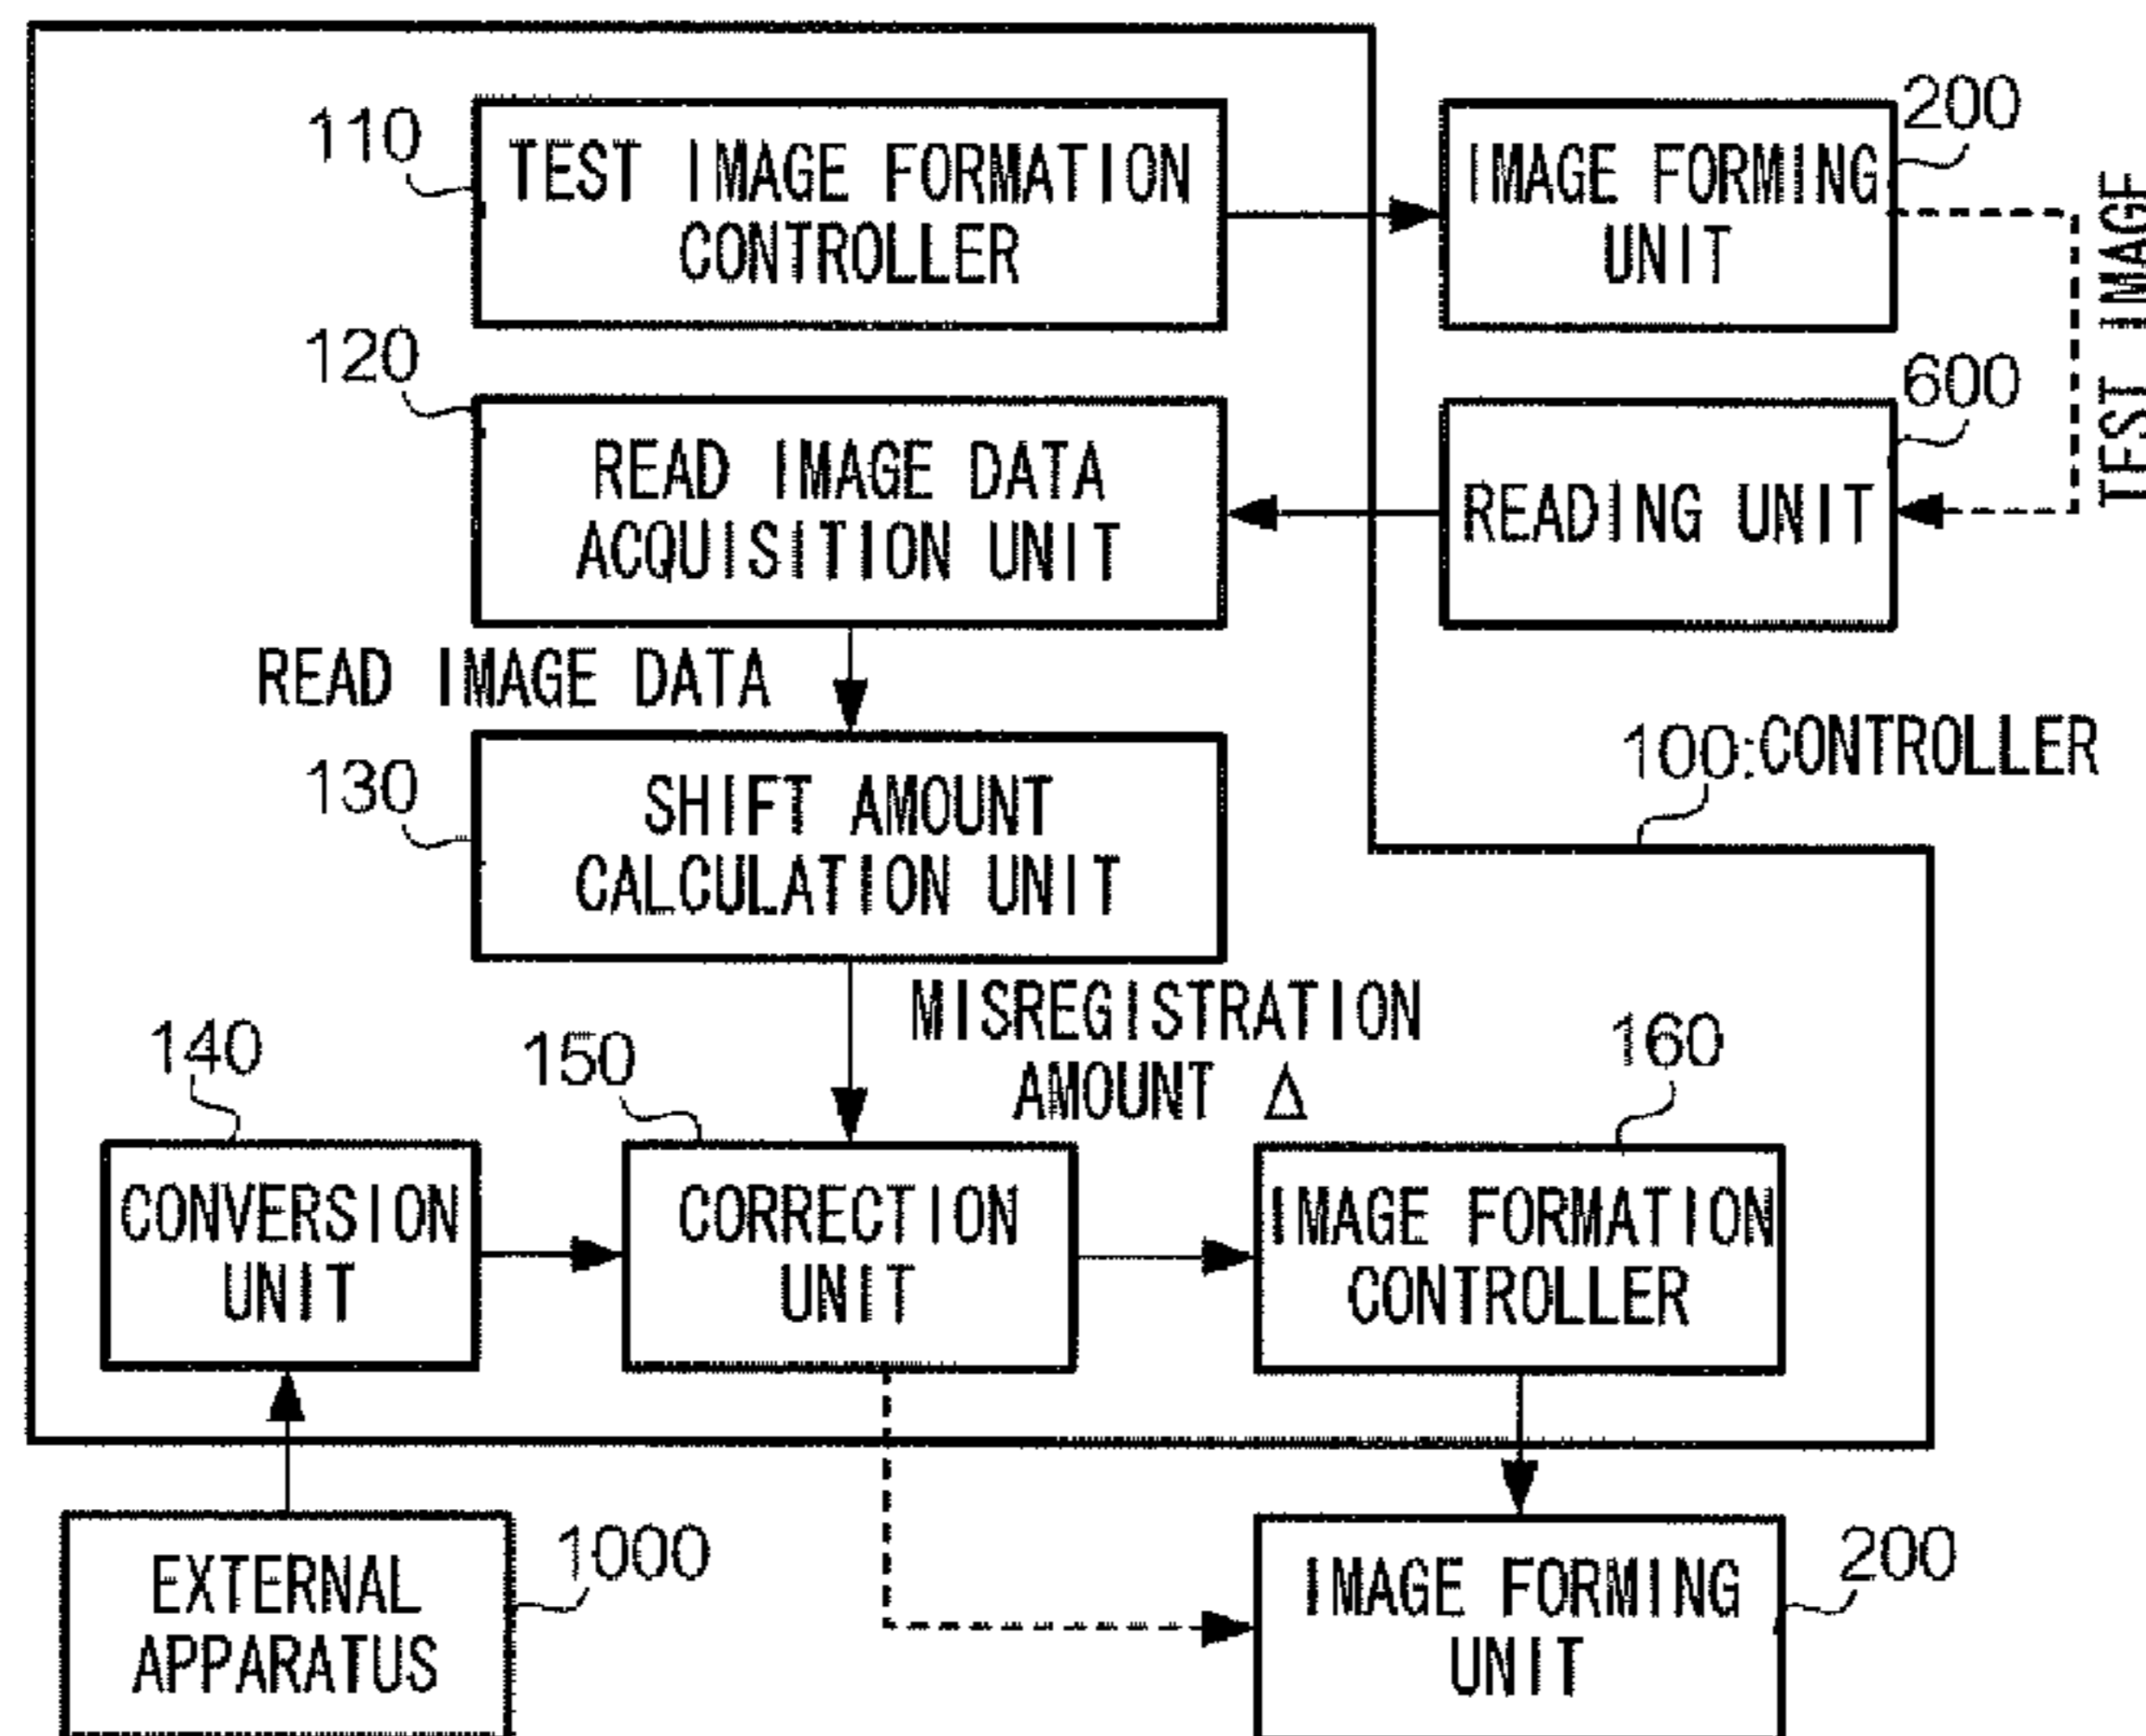 110
TEST IMAGE FORMATION
CONTROLLER
200
IMAGE FORMING
UNIT
TEST IMAGE
120
READ IMAGE DATA
ACQUISITION UNIT
600
READING UNIT
READ IMAGE DATA
100:CONTROLLER
130
SHIFT AMOUNT
CALCULATION UNIT
MISREGISTRATION
AMOUNT Δ
140
CONVERSION
UNIT
150
CORRECTION
UNIT
160
IMAGE FORMATION
CONTROLLER
1000
EXTERNAL
APPARATUS
200
IMAGE FORMING
UNIT